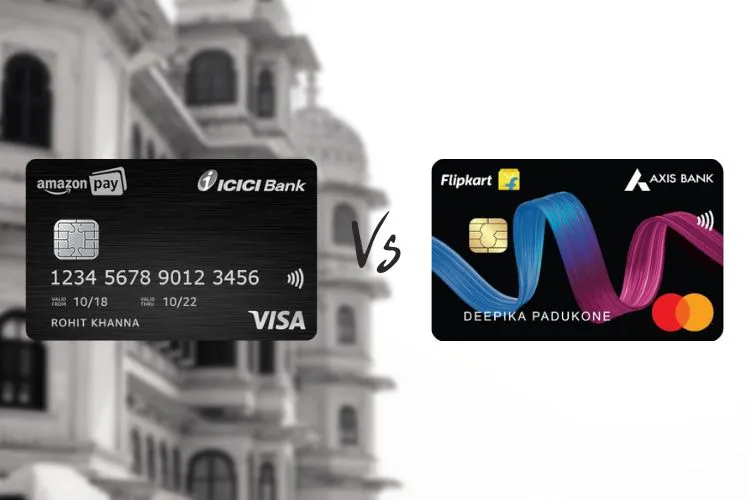 amazon pay
ICICI Bank
1234 5678 9012 3456
VALID FROM 10/18 VALID THRU 10/22
ROHIT KHANNA
VISA
Vs
Flipkart
AXIS BANK
DEEPIKA PADUKONE